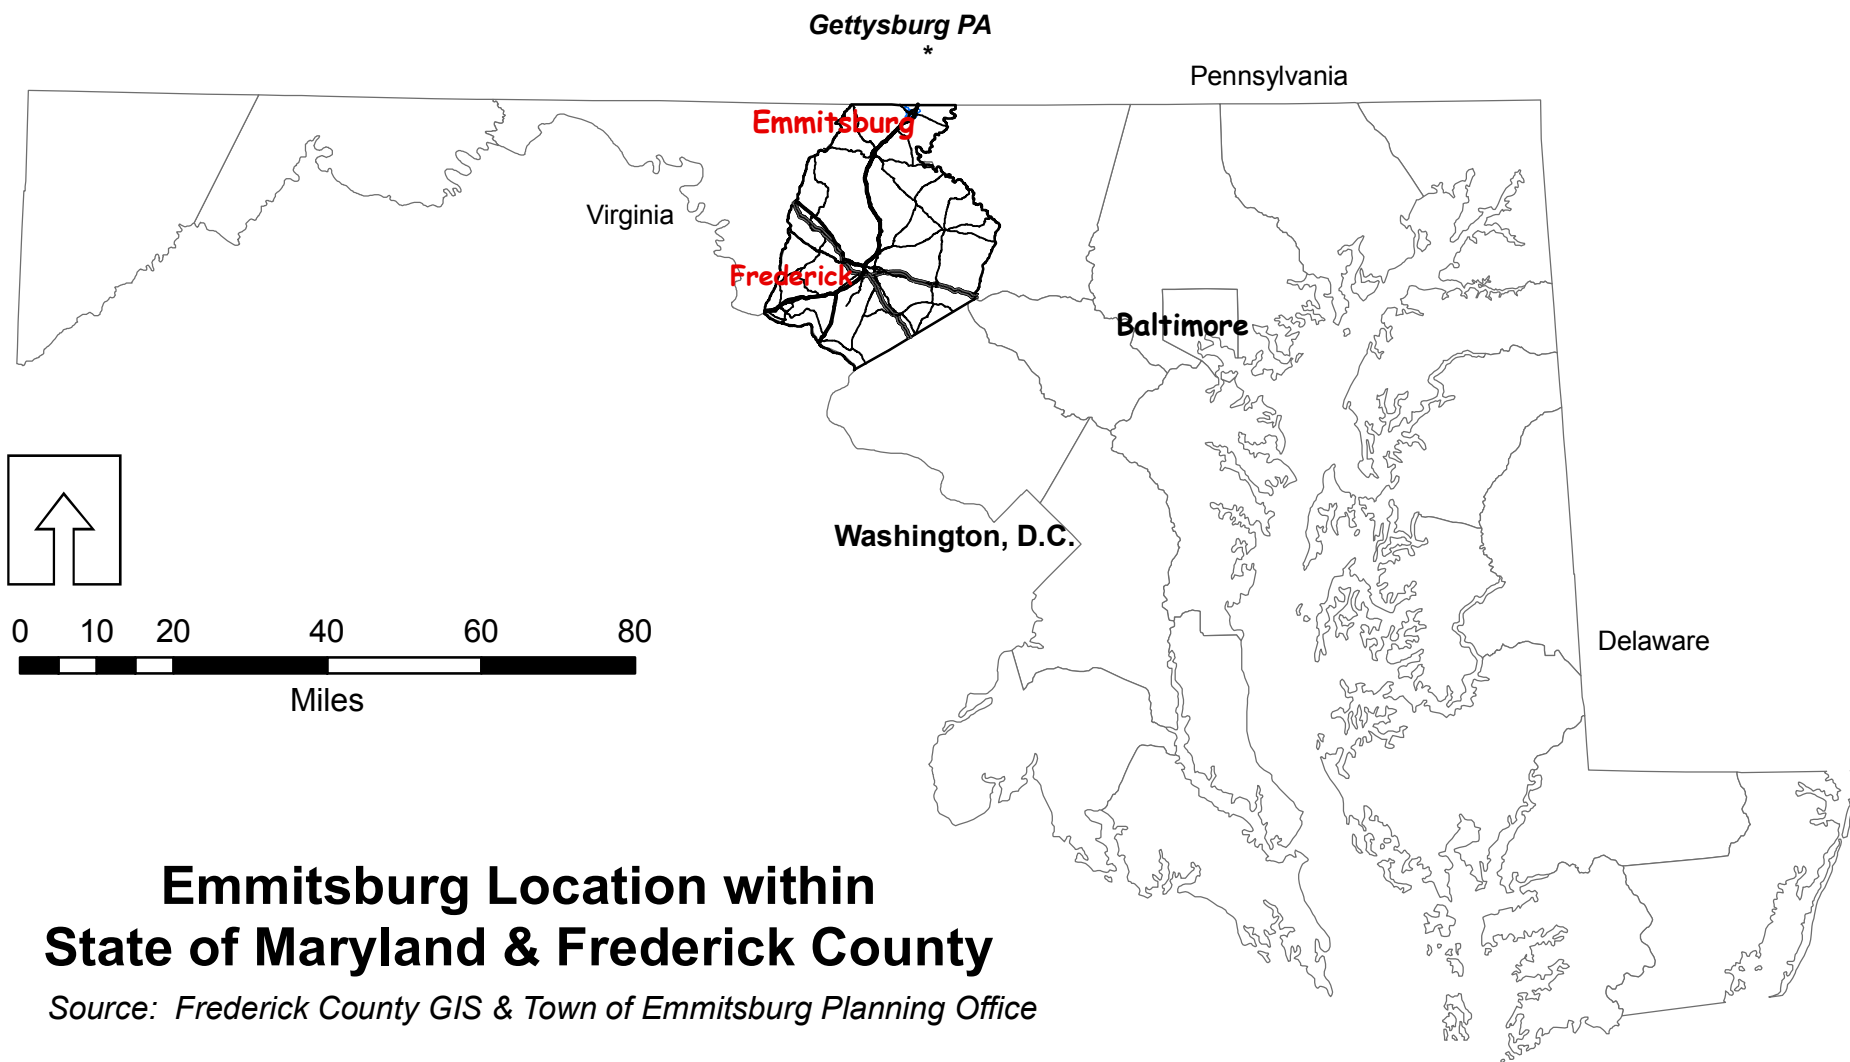 Gettysburg PA
*
Pennsylvania
Emmitsburg
Virginia
Frederick
Baltimore
Washington, D.C.
0 10 20 40 60 80
Miles
Delaware
Emmitsburg Location within
State of Maryland & Frederick County
Source: Frederick County GIS & Town of Emmitsburg Planning Office